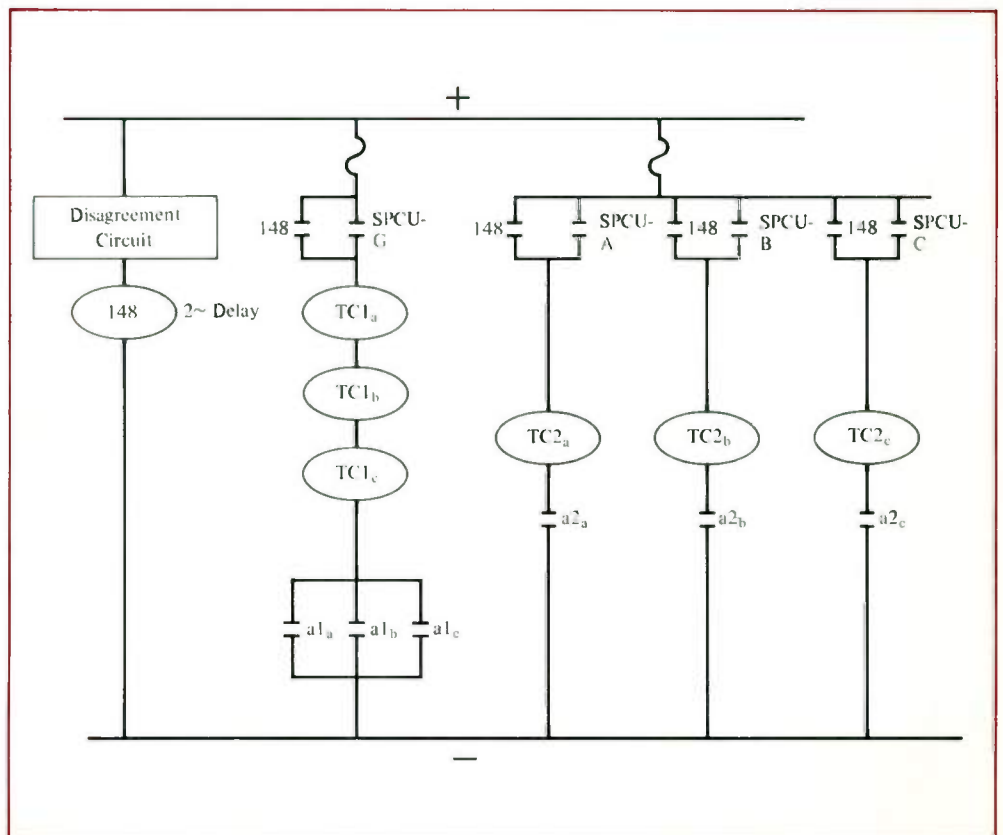 +
Disagreement
Circuit
148
2~ Delay
148
SPCU-
G
TC1a
TC1b
TC1c
a1a
a1b
a1c
148
SPCU-
A
148
SPCU-
B
148
SPCU-
C
TC2a
TC2b
TC2c
a2a
a2b
a2c
—